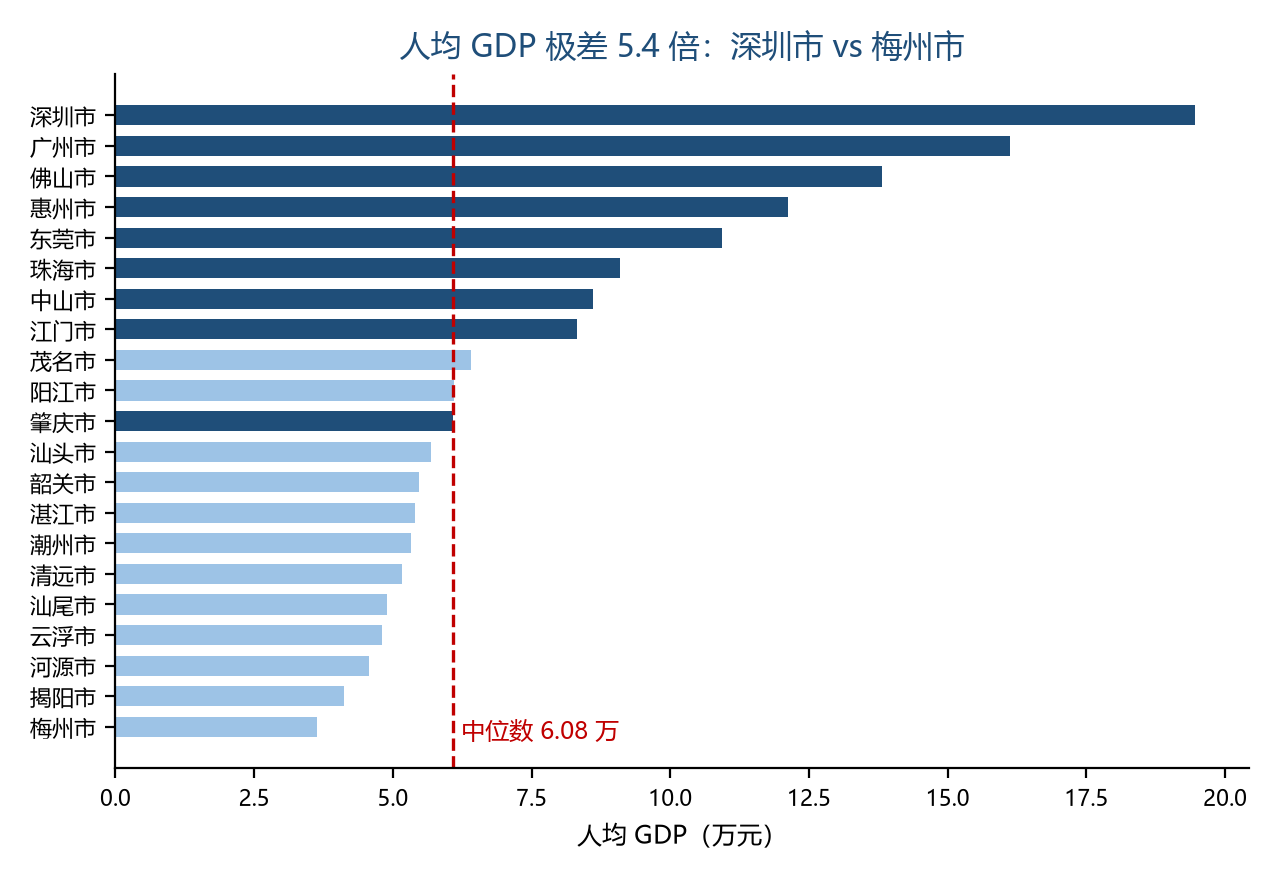 人均 GDP 极差 5.4 倍：深圳市 vs 梅州市
深圳市
广州市
佛山市
惠州市
东莞市
珠海市
中山市
江门市
茂名市
阳江市
肇庆市
汕头市
韶关市
湛江市
潮州市
清远市
汕尾市
云浮市
河源市
揭阳市
梅州市
中位数 6.08 万
0.0 2.5 5.0 7.5 10.0 12.5 15.0 17.5 20.0
人均 GDP（万元）